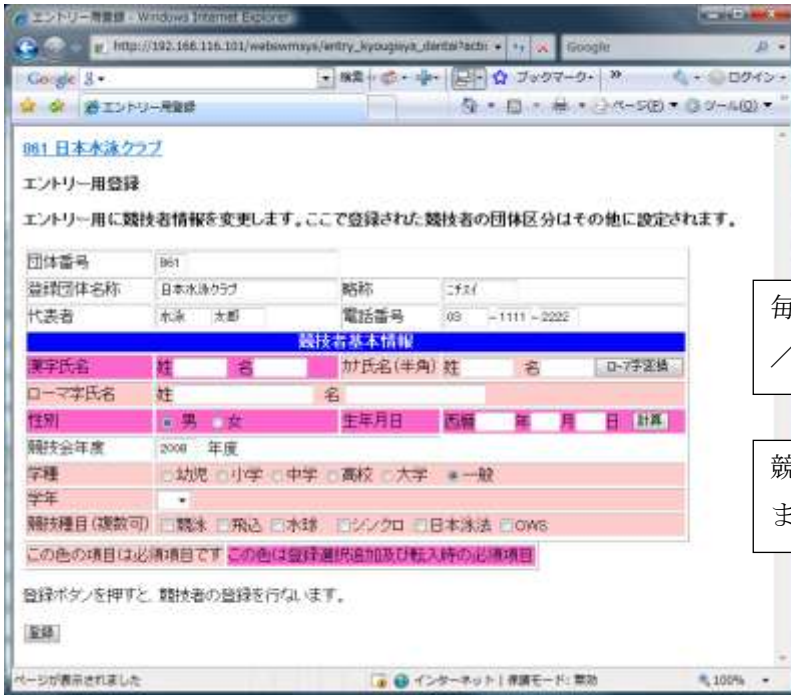 エントリー用登録 - Windows Internet Explorer
http://192.168.116.101/webswmsys/entry_kyougisya_dantai?acti
Google
Google
検索
ブックマーク
ログイン
エントリー用登録
ページ(P)
ツール(O)
861 日本水泳クラブ
エントリー用登録
エントリー用に競技者情報を変更します。ここで登録された競技者の団体区分はその他に設定されます。
団体番号 861
登録団体名称 日本水泳クラブ 略称 ニチスイ
代表者 水泳 太郎 電話番号 03 - 1111 - 2222
競技者基本情報
漢字氏名 姓 名 カナ氏名(半角) 姓 名 ローマ字変換
ローマ字氏名 姓 名
性別 男 女 生年月日 西暦 年 月 日 計算
競技会年度 2008 年度
学種 幼児 小学 中学 高校 大学 一般
学年
競技種目(複数可) 競泳 飛込 水球 シンクロ 日本泳法 OWS
この色の項目は必須項目です この色は登録選択追加及び転入時の必須項目
登録ボタンを押すと、競技者の登録を行ないます。
登録
ページが表示されました
インターネット | 保護モード: 無効
100%
毎
／
競
ま